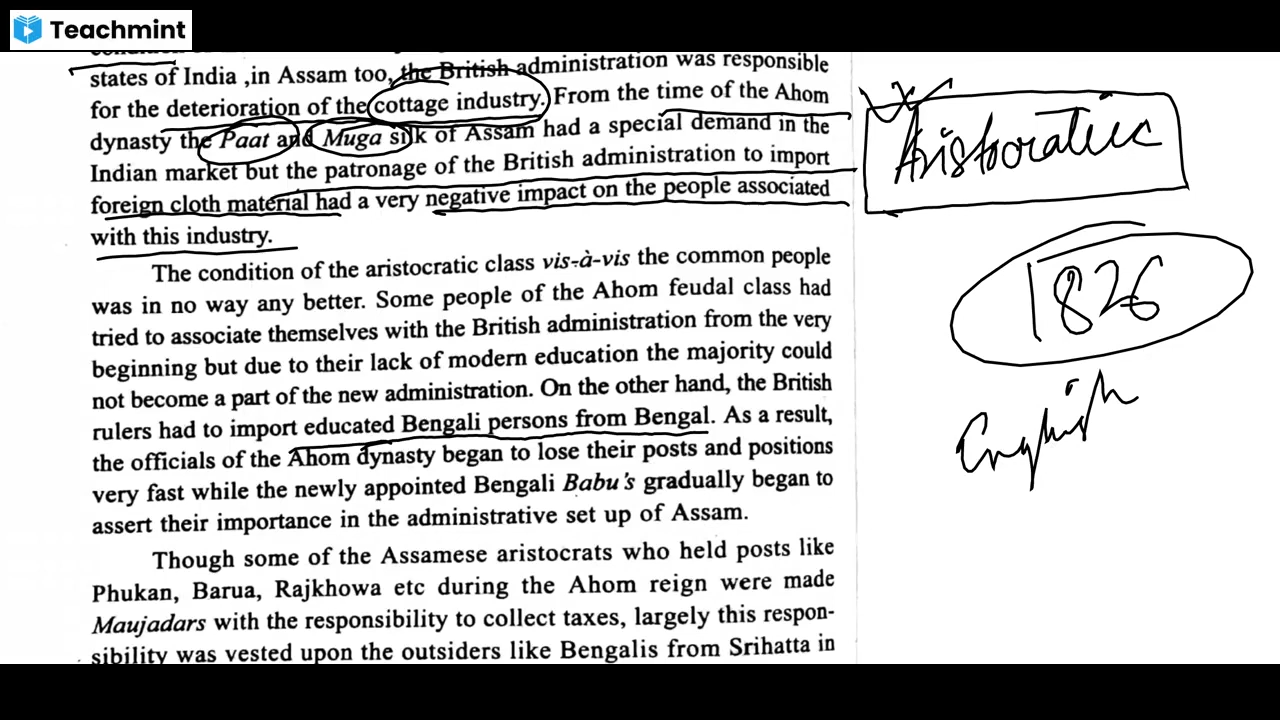 Teachmint
states of India ,in Assam too, the British administration was responsible
for the deterioration of the cottage industry. From the time of the Ahom
dynasty the Paat and Muga silk of Assam had a special demand in the
Indian market but the patronage of the British administration to import
foreign cloth material had a very negative impact on the people associated
with this industry.
The condition of the aristocratic class vis-à-vis the common people
was in no way any better. Some people of the Ahom feudal class had
tried to associate themselves with the British administration from the very
beginning but due to their lack of modern education the majority could
not become a part of the new administration. On the other hand, the British
rulers had to import educated Bengali persons from Bengal. As a result,
the officials of the Ahom dynasty began to lose their posts and positions
very fast while the newly appointed Bengali Babu's gradually began to
assert their importance in the administrative set up of Assam.
Though some of the Assamese aristocrats who held posts like
Phukan, Barua, Rajkhowa etc during the Ahom reign were made
Maujadars with the responsibility to collect taxes, largely this respon-
sibility was vested upon the outsiders like Bengalis from Srihatta in
1826
English